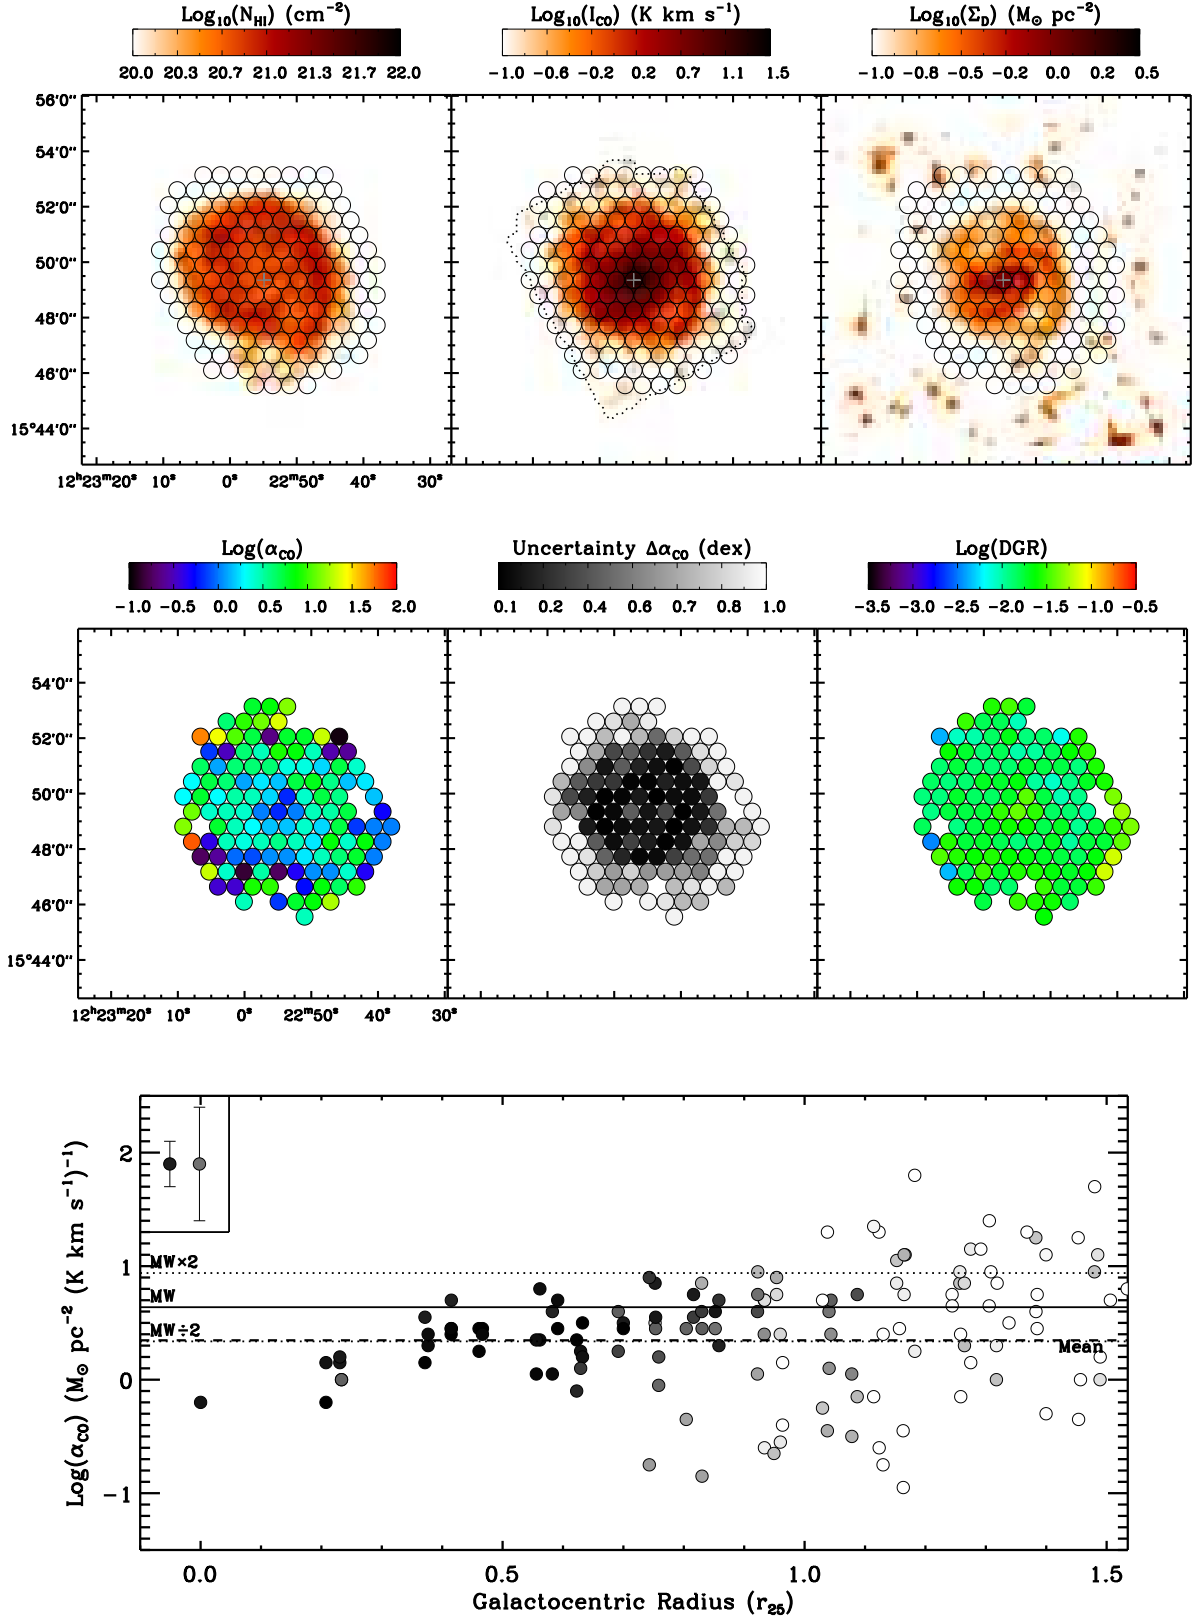 Log₁₀(N_HI) (cm⁻²) Log₁₀(I_CO) (K km s⁻¹) Log₁₀(Σ_D) (M⊙ pc⁻²)
20.0 20.3 20.7 21.0 21.3 21.7 22.0 −1.0 −0.6 −0.2 0.2 0.7 1.1 1.5 −1.0 −0.8 −0.5 −0.2 0.0 0.2 0.5
56'0"
54'0"
52'0"
50'0"
48'0"
46'0"
15°44'0"
12ʰ23ᵐ20ˢ 10ˢ 0ˢ 22ᵐ50ˢ 40ˢ 30ˢ
Log(α_CO) Uncertainty Δα_CO (dex) Log(DGR)
−1.0 −0.5 0.0 0.5 1.0 1.5 2.0 0.1 0.2 0.4 0.6 0.7 0.8 1.0 −3.5 −3.0 −2.5 −2.0 −1.5 −1.0 −0.5
54'0"
52'0"
50'0"
48'0"
46'0"
15°44'0"
12ʰ23ᵐ20ˢ 10ˢ 0ˢ 22ᵐ50ˢ 40ˢ 30ˢ
Log(α_CO) (M⊙ pc⁻² (K km s⁻¹)⁻¹)
2
1
0
−1
MW×2
MW
MW÷2
Mean
0.0 0.5 1.0 1.5
Galactocentric Radius (r₂₅)